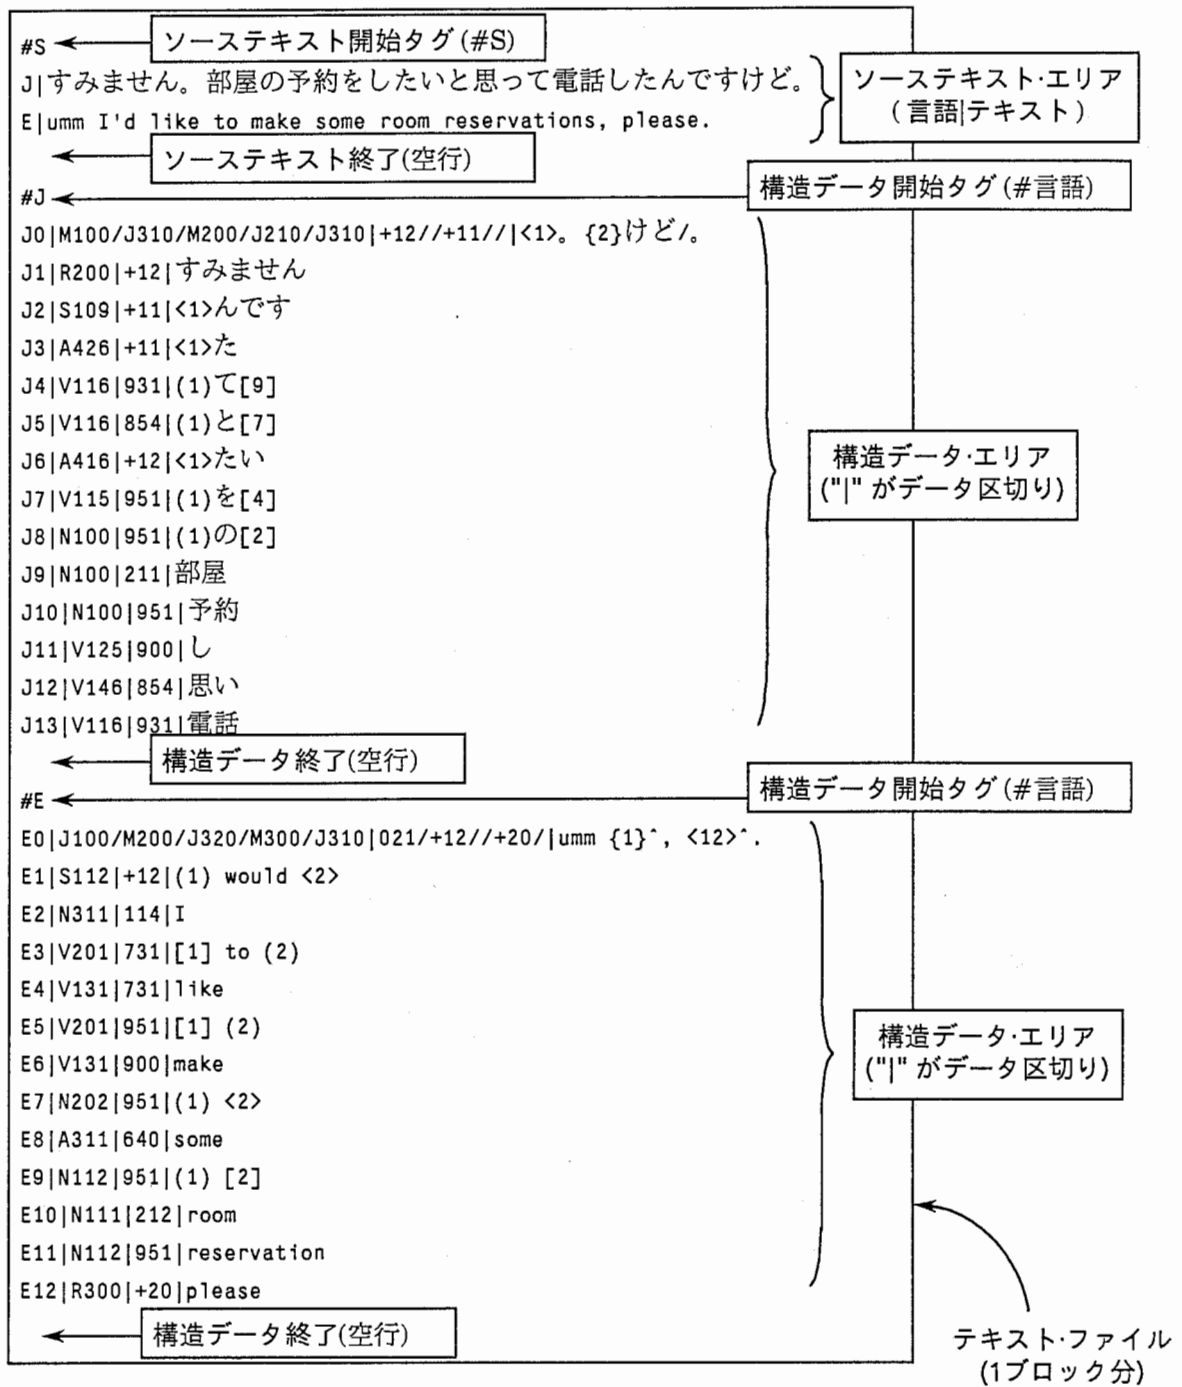 #S
ソーステキスト開始タグ(#S)
J|すみません。部屋の予約をしたいと思って電話したんですけど。
E|umm I'd like to make some room reservations, please.
ソーステキスト・エリア
(言語|テキスト)
ソーステキスト終了(空行)
構造データ開始タグ(#言語)
#J
J0|M100/J310/M200/J210/J310|+12//+11//|<1>。{2}けど/。
J1|R200|+12|すみません
J2|S109|+11|<1>んです
J3|A426|+11|<1>た
J4|V116|931|(1)て[9]
J5|V116|854|(1)と[7]
J6|A416|+12|<1>たい
J7|V115|951|(1)を[4]
J8|N100|951|(1)の[2]
J9|N100|211|部屋
J10|N100|951|予約
J11|V125|900|し
J12|V146|854|思い
J13|V116|931|電話
構造データ・エリア
("|" がデータ区切り)
構造データ終了(空行)
構造データ開始タグ(#言語)
#E
E0|J100/M200/J320/M300/J310|021/+12//+20/|umm {1}^, <12>^.
E1|S112|+12|(1) would <2>
E2|N311|114|I
E3|V201|731|[1] to (2)
E4|V131|731|like
E5|V201|951|[1] (2)
E6|V131|900|make
E7|N202|951|(1) <2>
E8|A311|640|some
E9|N112|951|(1) [2]
E10|N111|212|room
E11|N112|951|reservation
E12|R300|+20|please
構造データ・エリア
("|" がデータ区切り)
構造データ終了(空行)
テキスト・ファイル
(1ブロック分)